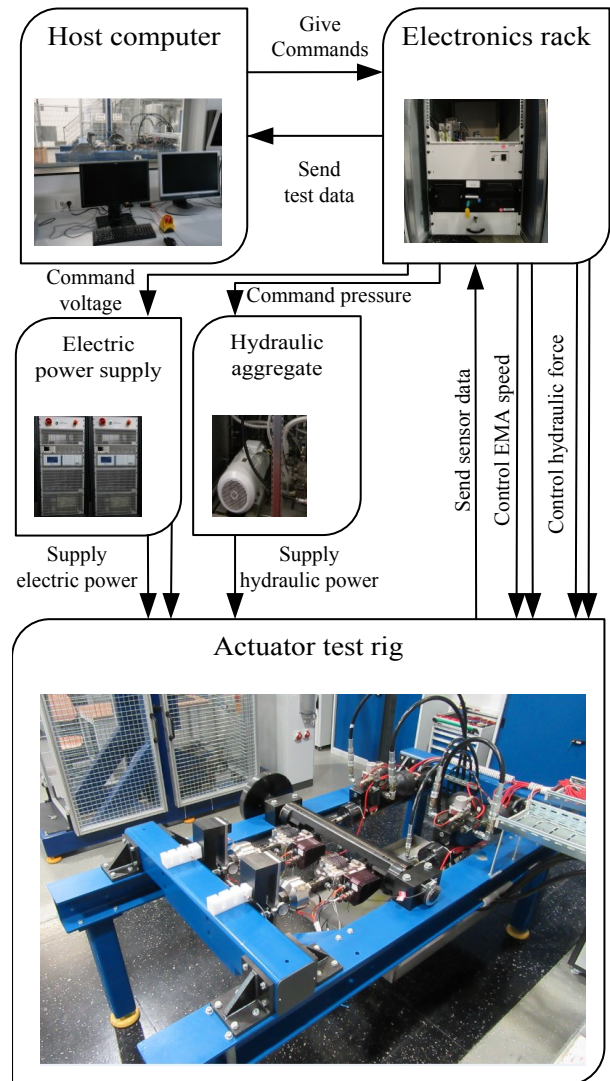 Host computer
Give
Commands
Electronics rack
Send
test data
Command
voltage
Command pressure
Electric
power supply
Hydraulic
aggregate
Send sensor data
Control EMA speed
Control hydraulic force
Supply
electric power
Supply
hydraulic power
Actuator test rig